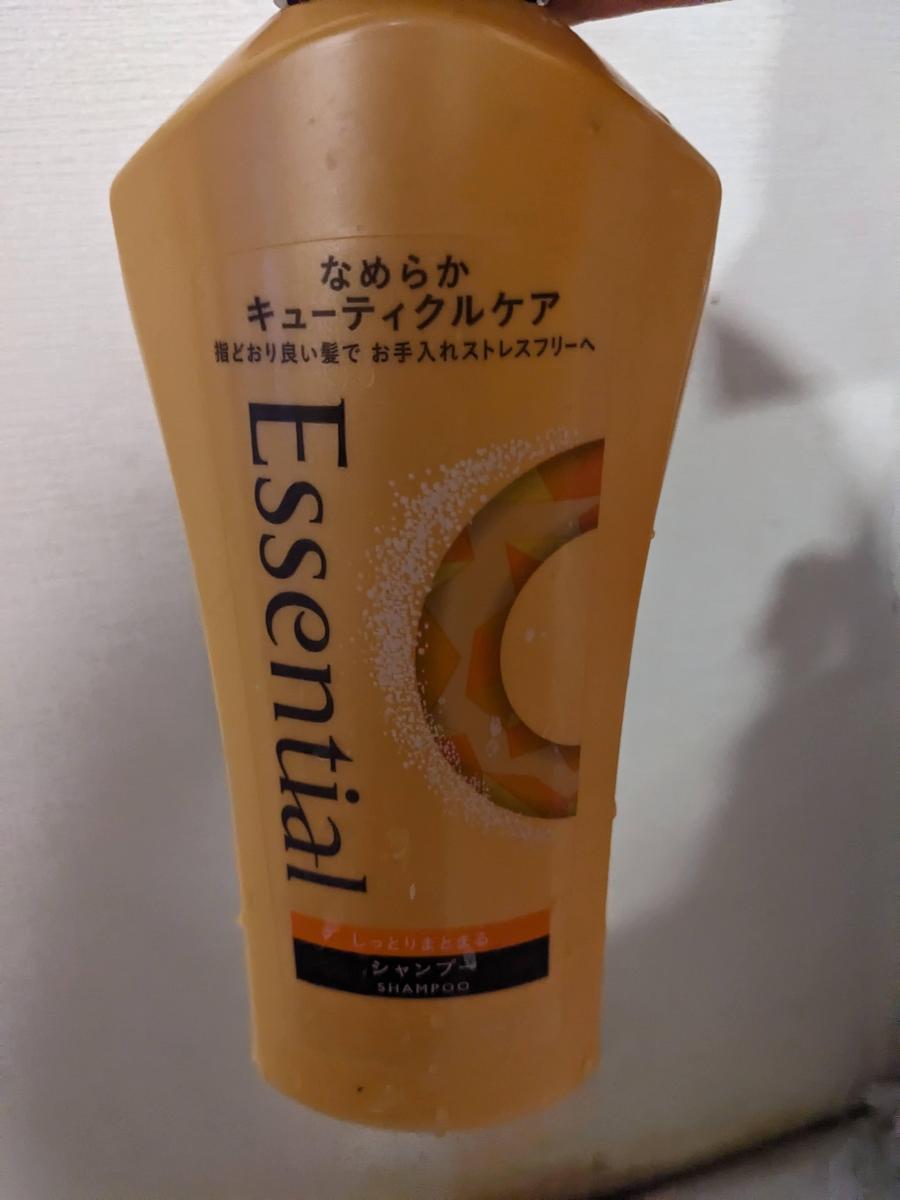 なめらか
キューティクルケア
指どおり良い髪で お手入れストレスフリーへ
Essential
しっとりまとまる
シャンプー
SHAMPOO